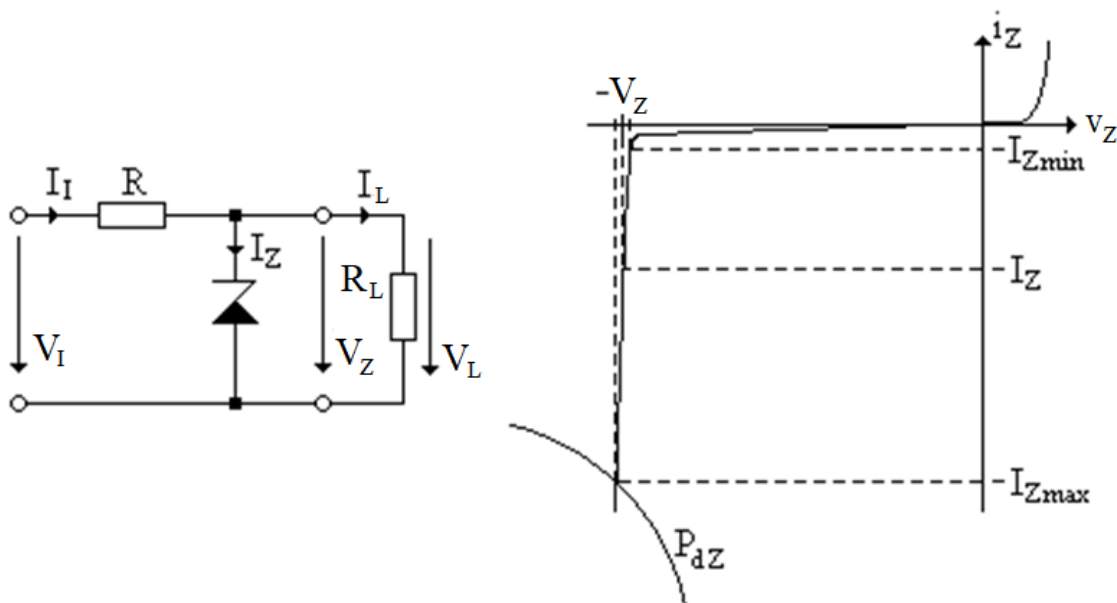 I_I R I_L
I_Z
R_L
V_I V_Z V_L
i_Z
-V_Z
v_Z
-I_Zmin
-I_Z
-I_Zmax
P_dZ